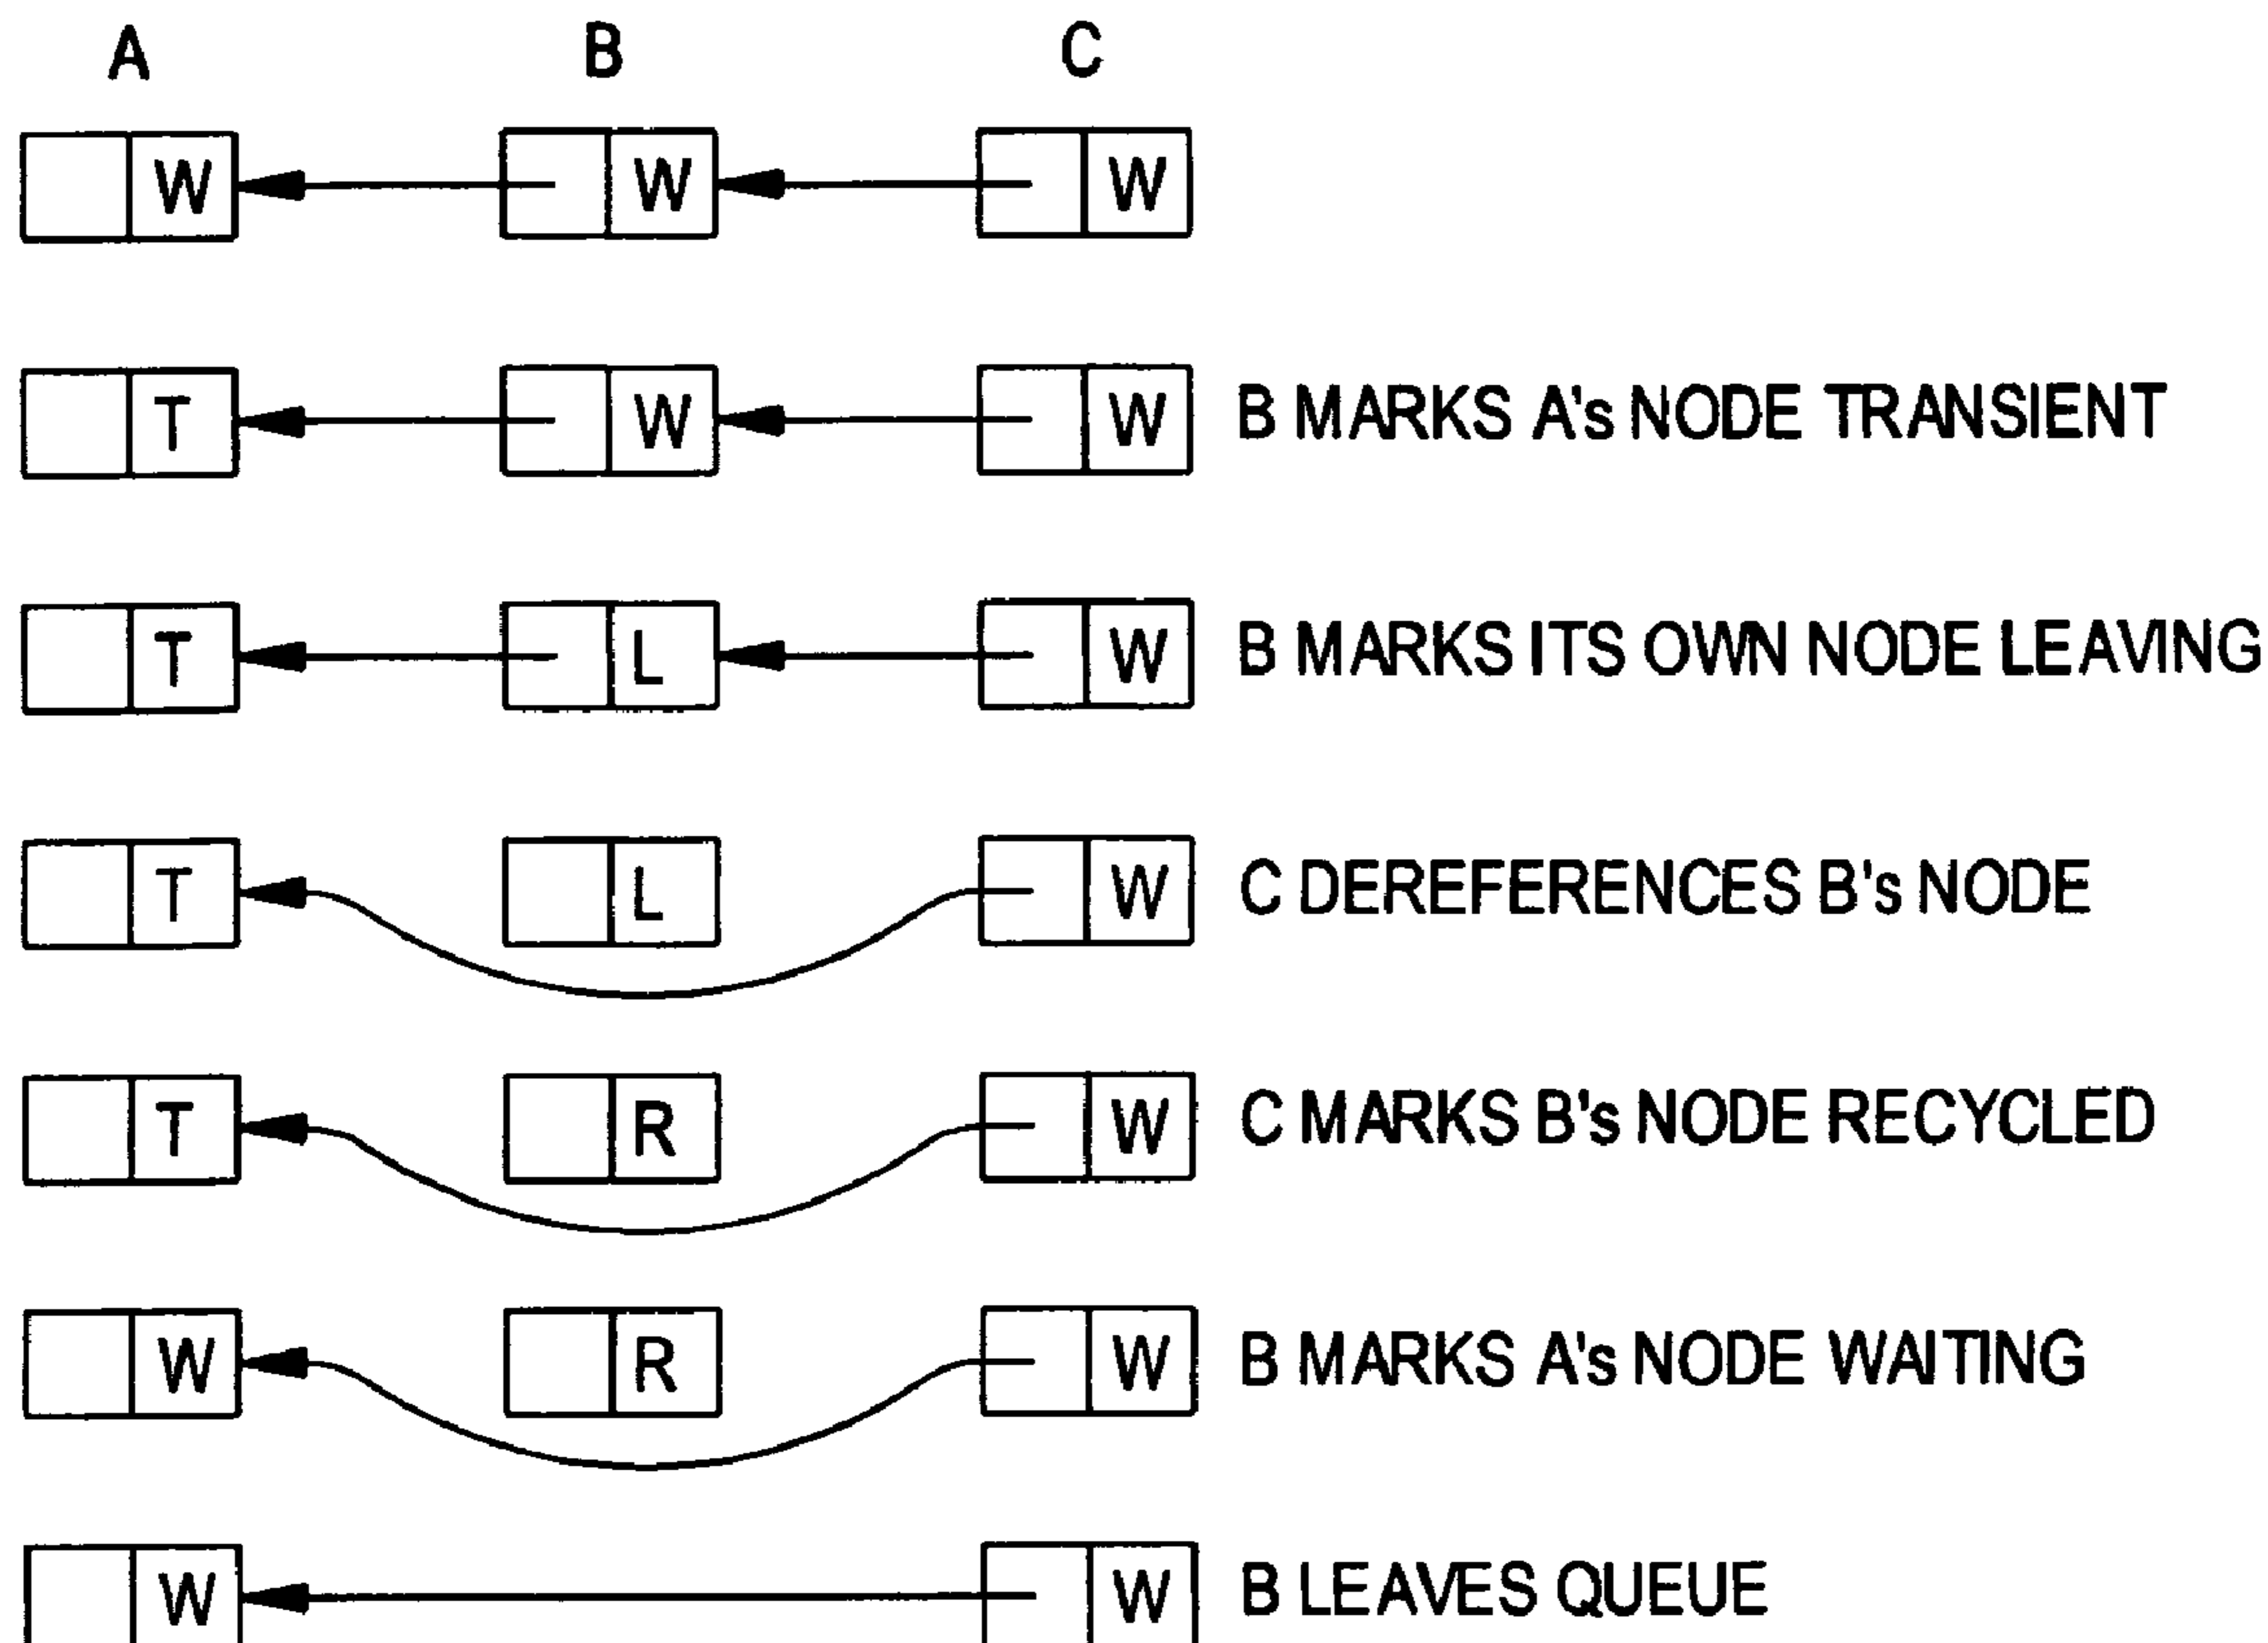 A B C
W W W
T W W B MARKS A's NODE TRANSIENT
T L W B MARKS ITS OWN NODE LEAVING
T L W C DEREFERENCES B's NODE
T R W C MARKS B's NODE RECYCLED
W R W B MARKS A's NODE WAITING
W W B LEAVES QUEUE